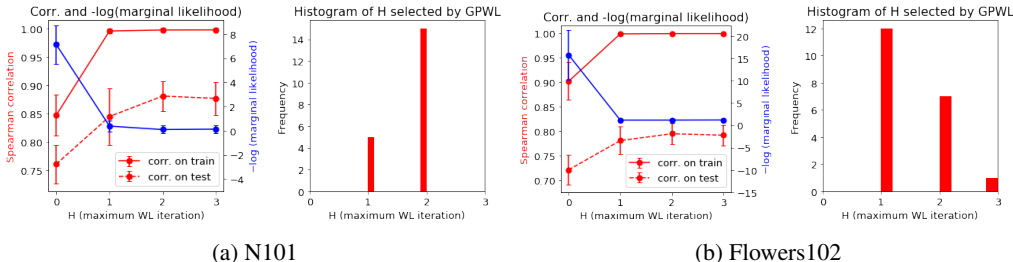 Corr. and -log(marginal likelihood)
Spearman correlation
1.00
0.95
0.90
0.85
0.80
0.75
8
6
4
2
0
−2
−4
−log (marginal likelihood)
corr. on train
corr. on test
0 1 2 3
H (maximum WL iteration)
Histogram of H selected by GPWL
Frequency
14
12
10
8
6
4
2
0
0 1 2 3
H (maximum WL iteration)
(a) N101
Corr. and -log(marginal likelihood)
Spearman correlation
1.00
0.95
0.90
0.85
0.80
0.75
0.70
20
15
10
5
0
−5
−10
−15
−log (marginal likelihood)
corr. on train
corr. on test
0 1 2 3
H (maximum WL iteration)
Histogram of H selected by GPWL
Frequency
12
10
8
6
4
2
0
0 1 2 3
H (maximum WL iteration)
(b) Flowers102